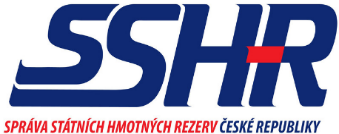 SSHR
SPRÁVA STÁTNÍCH HMOTNÝCH REZERV ČESKÉ REPUBLIKY